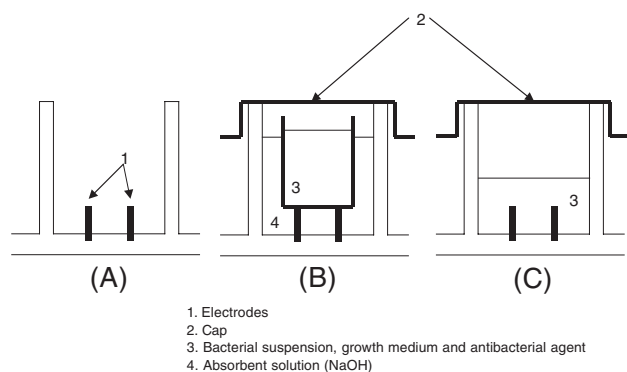 2
1
3
4
3
(A)
(B)
(C)
1. Electrodes
2. Cap
3. Bacterial suspension, growth medium and antibacterial agent
4. Absorbent solution (NaOH)